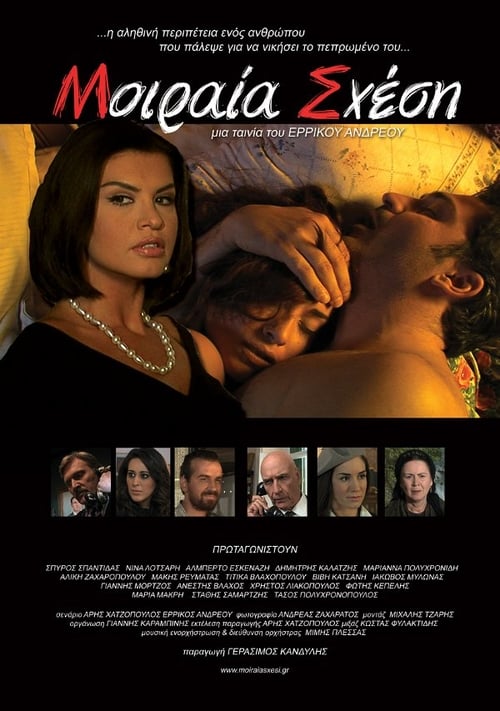 ...η αληθινή περιπέτεια ενός ανθρώπου
που πάλεψε για να νικήσει το πεπρωμένο του...
Μοιραία Σχέση
μια ταινία του ΕΡΡΙΚΟΥ ΑΝΔΡΕΟΥ
ΠΡΩΤΑΓΩΝΙΣΤΟΥΝ
ΣΠΥΡΟΣ ΣΠΑΝΤΙΔΑΣ ΝΙΝΑ ΛΟΤΣΑΡΗ ΑΛΜΠΕΡΤΟ ΕΣΚΕΝΑΖΗ ΔΗΜΗΤΡΗΣ ΚΑΛΑΤΖΗΣ ΜΑΡΙΑΝΝΑ ΠΟΛΥΧΡΟΝΙΔΗ
ΑΛΙΚΗ ΖΑΧΑΡΟΠΟΥΛΟΥ ΜΑΚΗΣ ΡΕΥΜΑΤΑΣ ΤΙΤΙΚΑ ΒΛΑΧΟΠΟΥΛΟΥ ΒΙΒΗ ΚΑΤΣΑΝΗ ΙΑΚΩΒΟΣ ΜΥΛΩΝΑΣ
ΓΙΑΝΝΗΣ ΜΟΡΤΖΟΣ ΑΝΕΣΤΗΣ ΒΛΑΧΟΣ ΧΡΗΣΤΟΣ ΛΙΑΚΟΠΟΥΛΟΣ ΦΩΤΗΣ ΚΕΠΕΛΗΣ
ΜΑΡΙΑ ΜΑΚΡΗ ΣΤΑΘΗΣ ΣΑΜΑΡΤΖΗΣ ΤΑΣΟΣ ΠΟΛΥΧΡΟΝΟΠΟΥΛΟΣ
σενάριο ΑΡΗΣ ΧΑΤΖΟΠΟΥΛΟΣ ΕΡΡΙΚΟΣ ΑΝΔΡΕΟΥ φωτογραφία ΑΝΔΡΕΑΣ ΖΑΧΑΡΑΤΟΣ μοντάζ ΜΙΧΑΛΗΣ ΤΖΑΡΗΣ
οργάνωση ΓΙΑΝΝΗΣ ΚΑΡΑΜΠΙΝΗΣ εκτέλεση παραγωγής ΑΡΗΣ ΧΑΤΖΟΠΟΥΛΟΣ μιξάζ ΚΩΣΤΑΣ ΦΥΛΑΚΤΙΔΗΣ
μουσική ενορχήστρωση & διεύθυνση ορχήστρας ΜΙΜΗΣ ΠΛΕΣΣΑΣ
παραγωγή ΓΕΡΑΣΙΜΟΣ ΚΑΝΔΥΛΗΣ
www.moiraiasxesi.gr